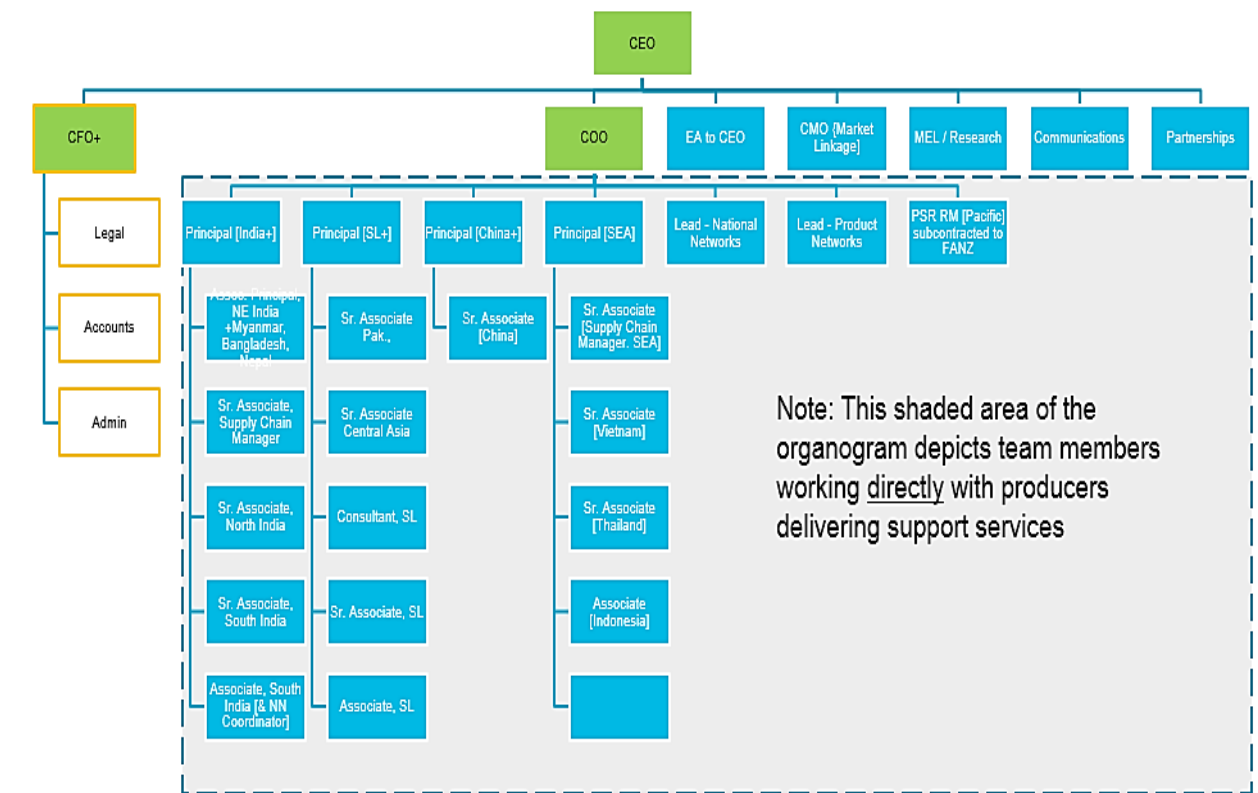 CEO
CFO+
COO
EA to CEO
CMO {Market
Linkage]
MEL / Research
Communications
Partnerships
Legal
Accounts
Admin
Principal [India+]
Principal [SL+]
Principal [China+]
Principal [SEA]
Lead - National
Networks
Lead - Product
Networks
PSR RM [Pacific]
subcontracted to
FANZ
Assoc. Principal,
NE India
+Myanmar,
Bangladesh,
Nepal
Sr. Associate
Pak.,
Sr. Associate
[China]
Sr. Associate
[Supply Chain
Manager. SEA]
Sr. Associate,
Supply Chain
Manager
Sr. Associate
Central Asia
Sr. Associate
[Vietnam]
Sr. Associate,
North India
Consultant, SL
Sr. Associate
[Thailand]
Sr. Associate,
South India
Sr. Associate, SL
Associate
[Indonesia]
Associate, South
India [& NN
Coordinator]
Associate, SL
Note: This shaded area of the
organogram depicts team members
working directly with producers
delivering support services